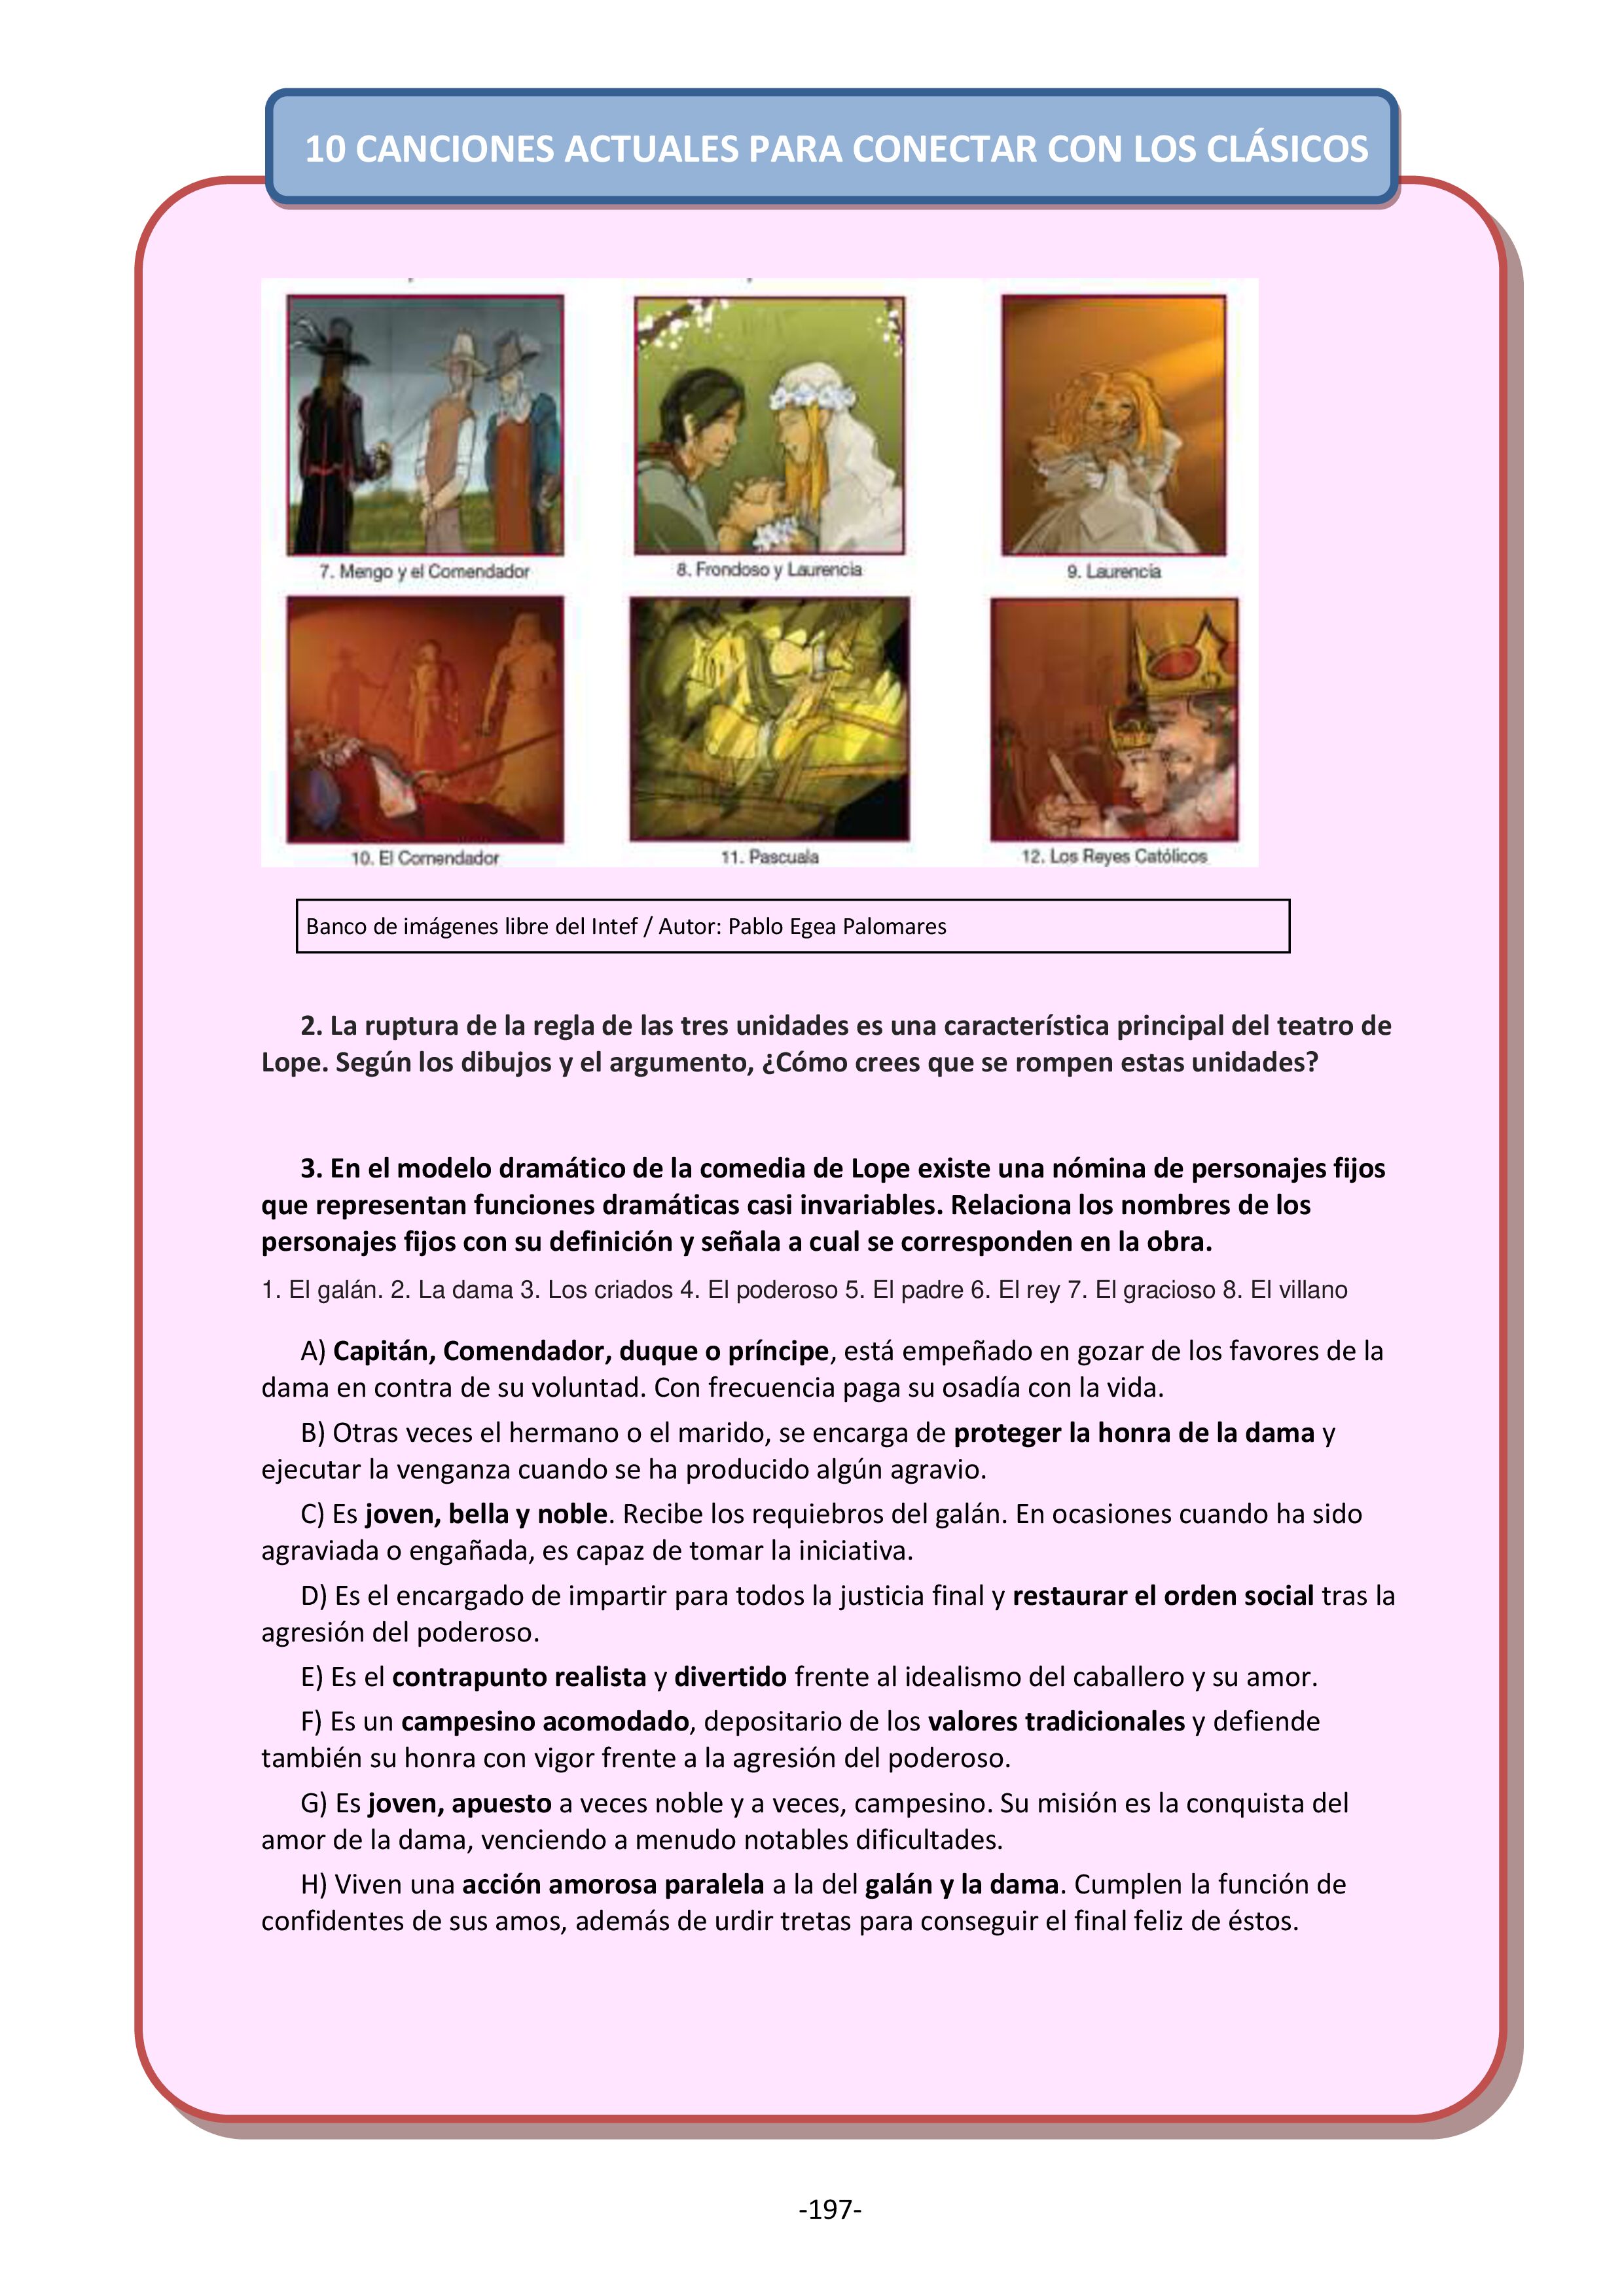 10 CANCIONES ACTUALES PARA CONECTAR CON LOS CLÁSICOS
7. Mengo y el Comendador
8. Frondoso y Laurencia
9. Laurencia
10. El Comendador
11. Pascuala
12. Los Reyes Católicos
Banco de imágenes libre del Intef / Autor: Pablo Egea Palomares
2. La ruptura de la regla de las tres unidades es una característica principal del teatro de
Lope. Según los dibujos y el argumento, ¿Cómo crees que se rompen estas unidades?
3. En el modelo dramático de la comedia de Lope existe una nómina de personajes fijos
que representan funciones dramáticas casi invariables. Relaciona los nombres de los
personajes fijos con su definición y señala a cual se corresponden en la obra.
1. El galán. 2. La dama 3. Los criados 4. El poderoso 5. El padre 6. El rey 7. El gracioso 8. El villano
A) Capitán, Comendador, duque o príncipe, está empeñado en gozar de los favores de la
dama en contra de su voluntad. Con frecuencia paga su osadía con la vida.
B) Otras veces el hermano o el marido, se encarga de proteger la honra de la dama y
ejecutar la venganza cuando se ha producido algún agravio.
C) Es joven, bella y noble. Recibe los requiebros del galán. En ocasiones cuando ha sido
agraviada o engañada, es capaz de tomar la iniciativa.
D) Es el encargado de impartir para todos la justicia final y restaurar el orden social tras la
agresión del poderoso.
E) Es el contrapunto realista y divertido frente al idealismo del caballero y su amor.
F) Es un campesino acomodado, depositario de los valores tradicionales y defiende
también su honra con vigor frente a la agresión del poderoso.
G) Es joven, apuesto a veces noble y a veces, campesino. Su misión es la conquista del
amor de la dama, venciendo a menudo notables dificultades.
H) Viven una acción amorosa paralela a la del galán y la dama. Cumplen la función de
confidentes de sus amos, además de urdir tretas para conseguir el final feliz de éstos.
-197-